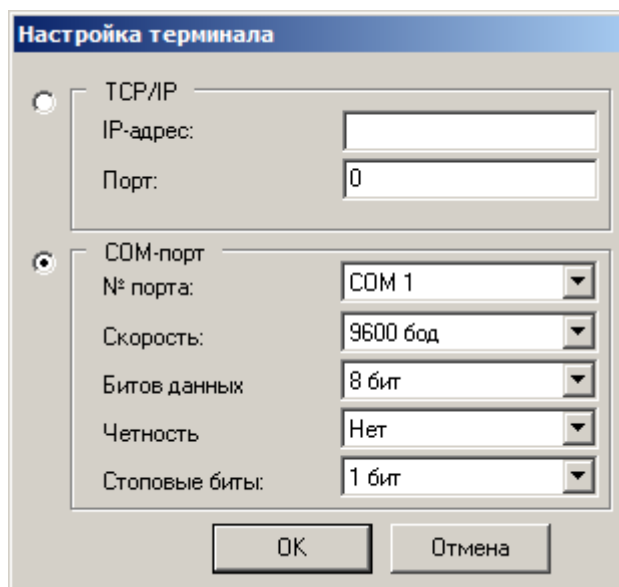 Настройка терминала
TCP/IP
IP-адрес:
Порт: 0
COM-порт
№ порта: COM 1
Скорость: 9600 бод
Битов данных 8 бит
Четность Нет
Стоповые биты: 1 бит
OK Отмена